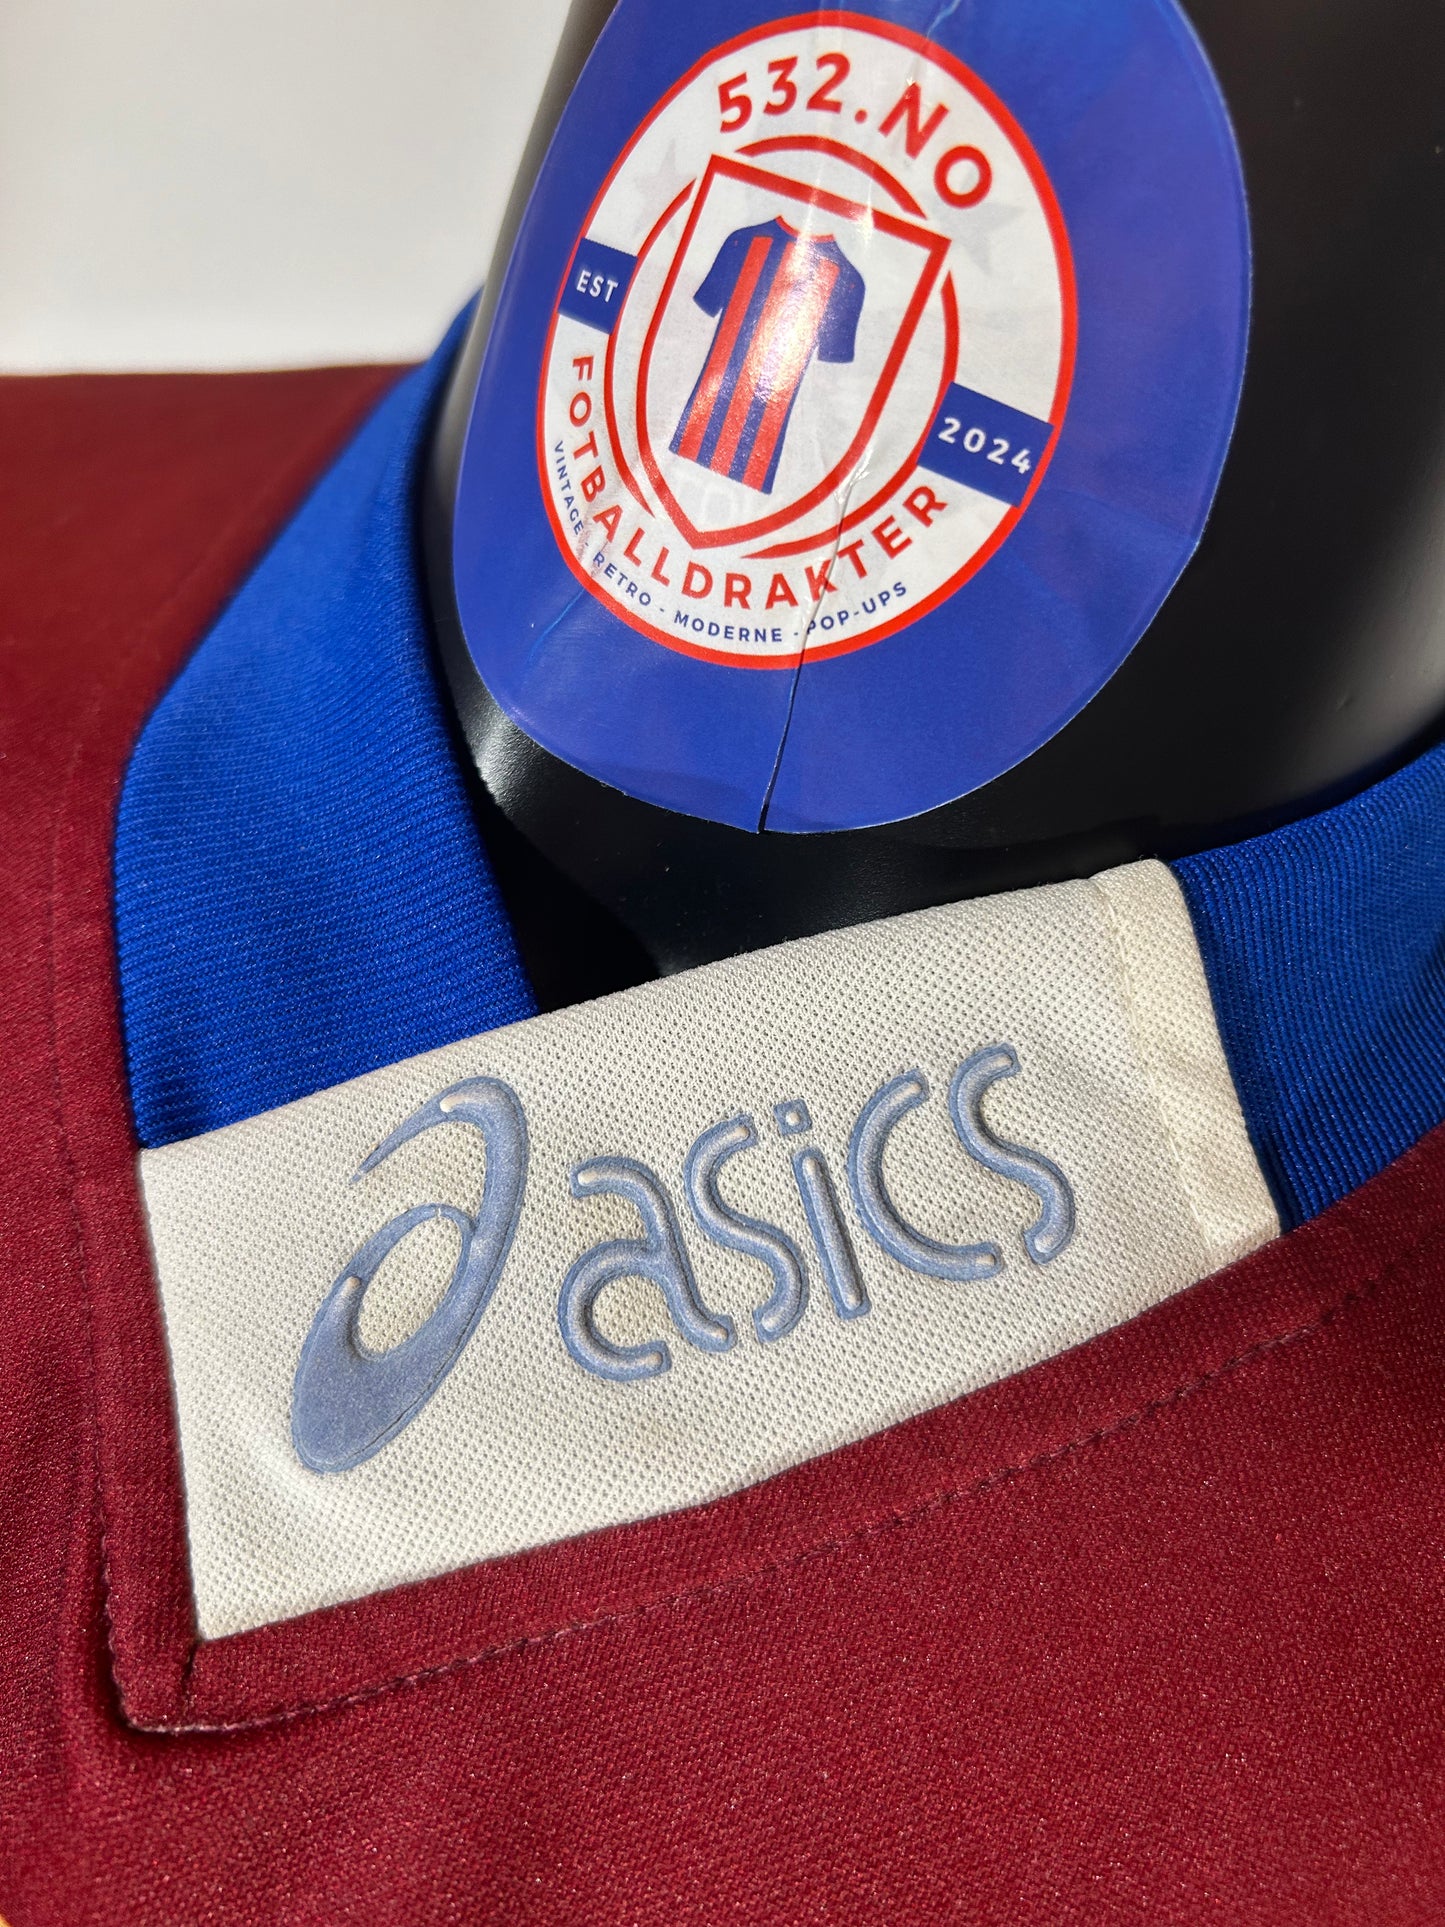 532.NO
EST
2024
FOTBALLDRAKTER
VINTAGE - RETRO - MODERNE - POP-UPS
asics